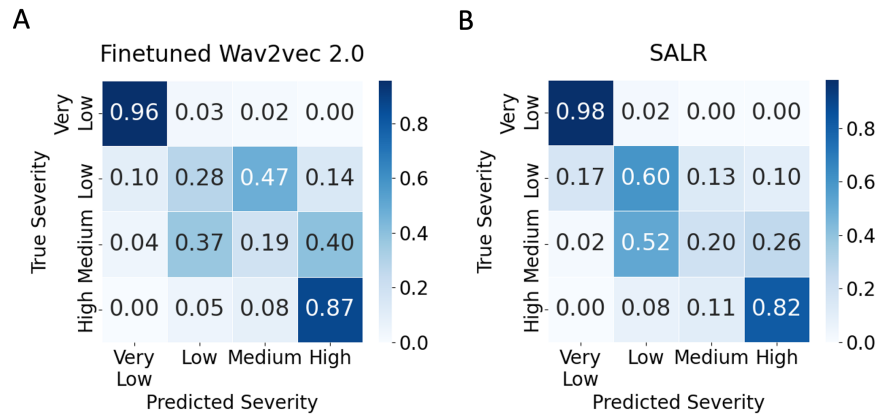 A
Finetuned Wav2vec 2.0
True Severity
Very Low
0.96 0.03 0.02 0.00
Low
0.10 0.28 0.47 0.14
Medium
0.04 0.37 0.19 0.40
High
0.00 0.05 0.08 0.87
Very Low
Low
Medium
High
Predicted Severity
0.8
0.6
0.4
0.2
0.0
B
SALR
True Severity
Very Low
0.98 0.02 0.00 0.00
Low
0.17 0.60 0.13 0.10
Medium
0.02 0.52 0.20 0.26
High
0.00 0.08 0.11 0.82
Very Low
Low
Medium
High
Predicted Severity
0.8
0.6
0.4
0.2
0.0